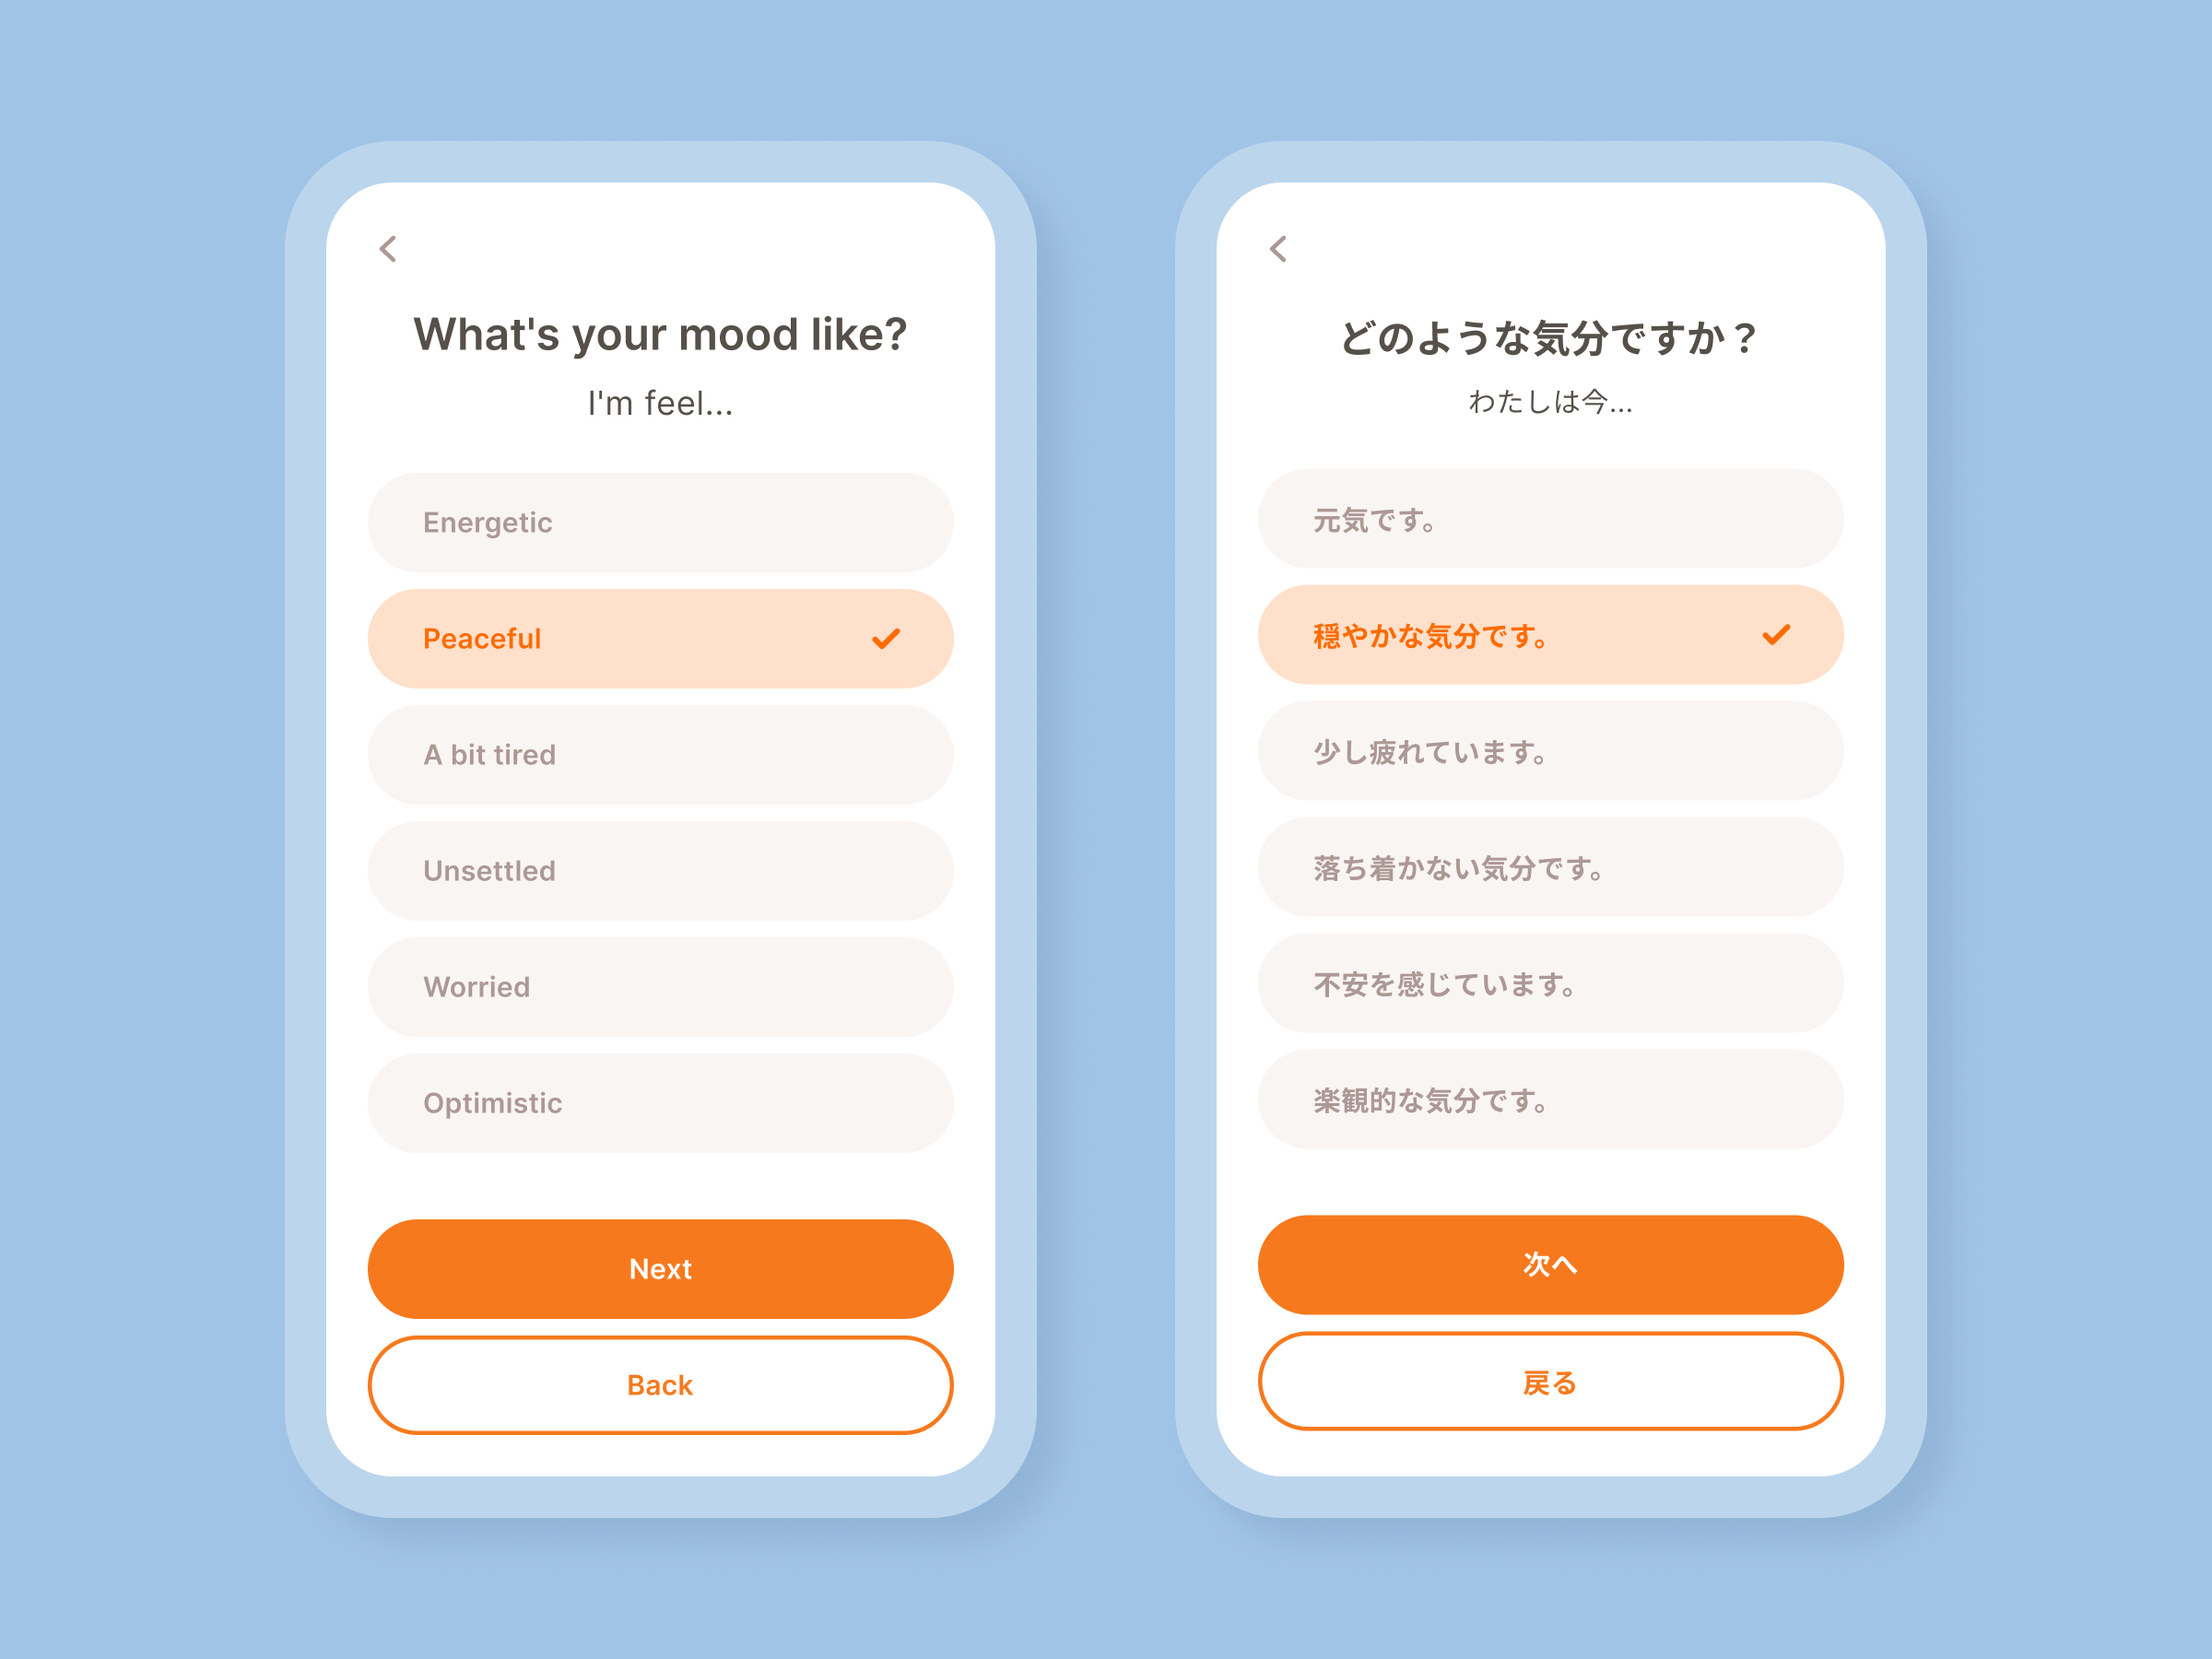 What's your mood like?
I'm feel...
Energetic
Peaceful
A bit tired
Unsettled
Worried
Optimistic
Next
Back
どのような気分ですか？
わたしは今...
元気です。
穏やかな気分です。
少し疲れています。
落ち着かない気分です。
不安を感じています。
楽観的な気分です。
次へ
戻る